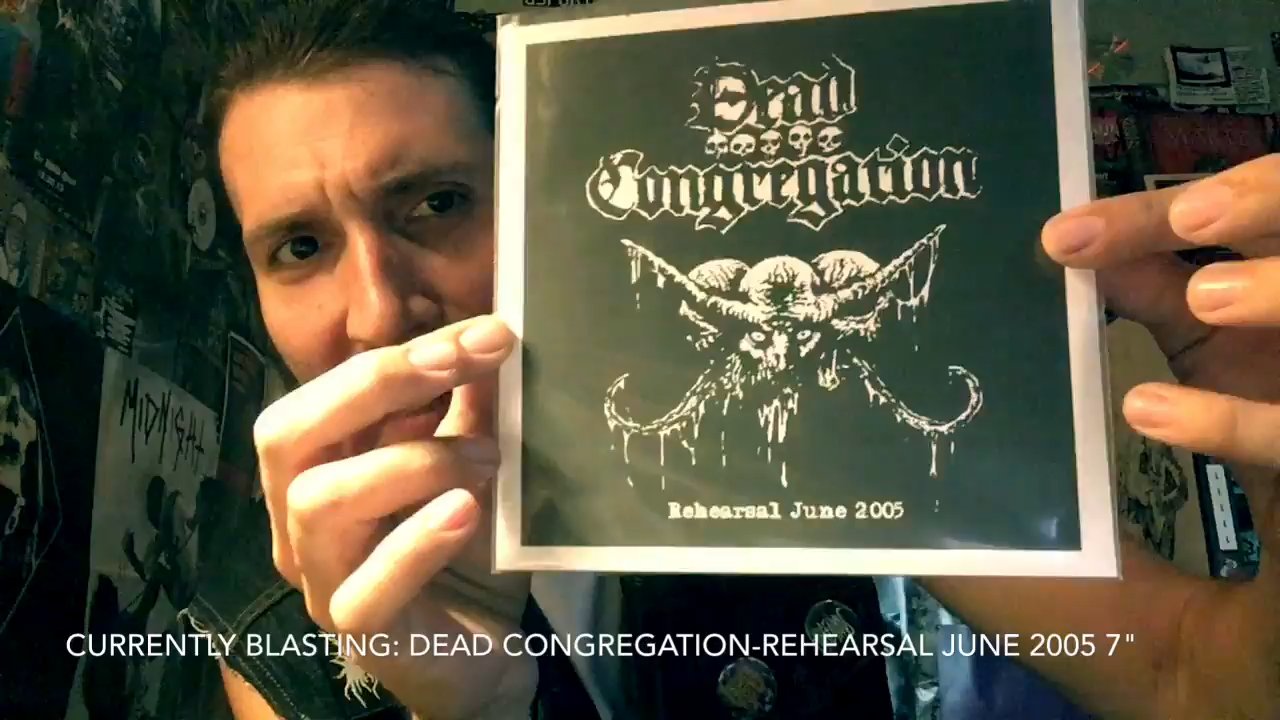 Dead
Congregation
MIDNIGHT
Rehearsal June 2005
CURRENTLY BLASTING: DEAD CONGREGATION-REHEARSAL JUNE 2005 7"